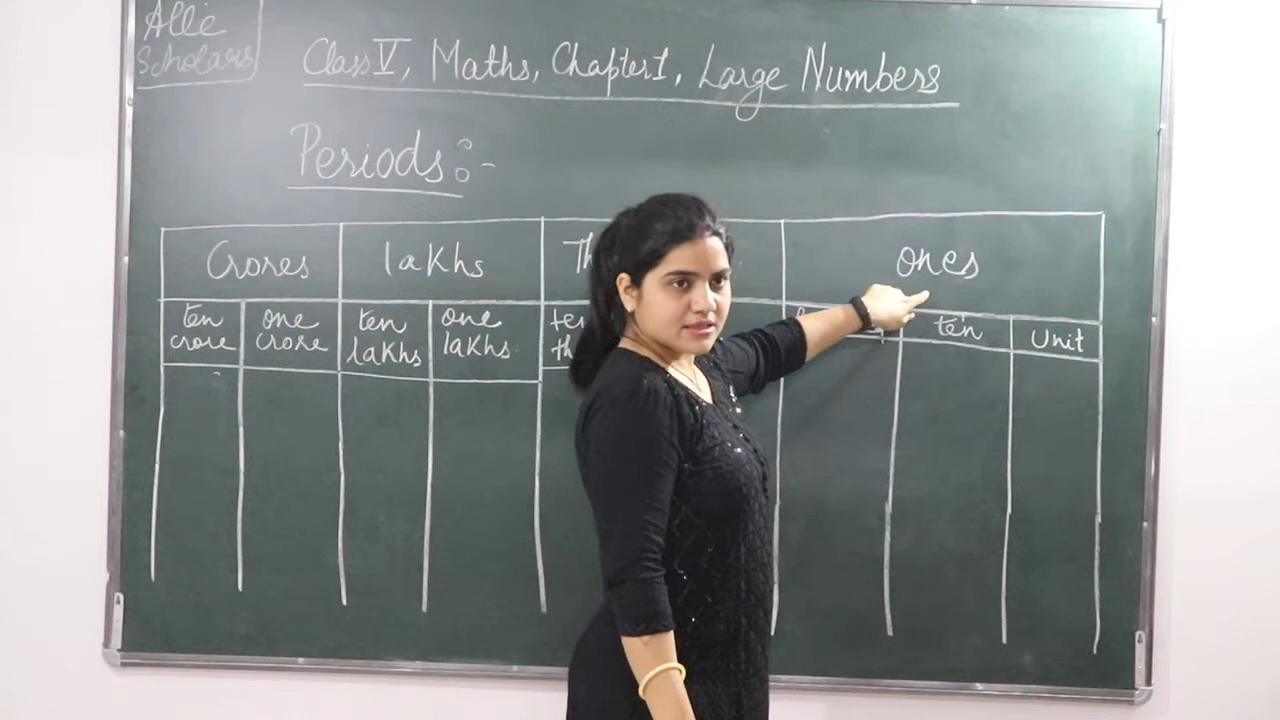 Allie
Scholars
Class V, Maths, Chapter 1, Large Numbers
Periods:-
Crores lakhs Th ones
ten crore one crore ten lakhs one lakhs ten th ten Unit